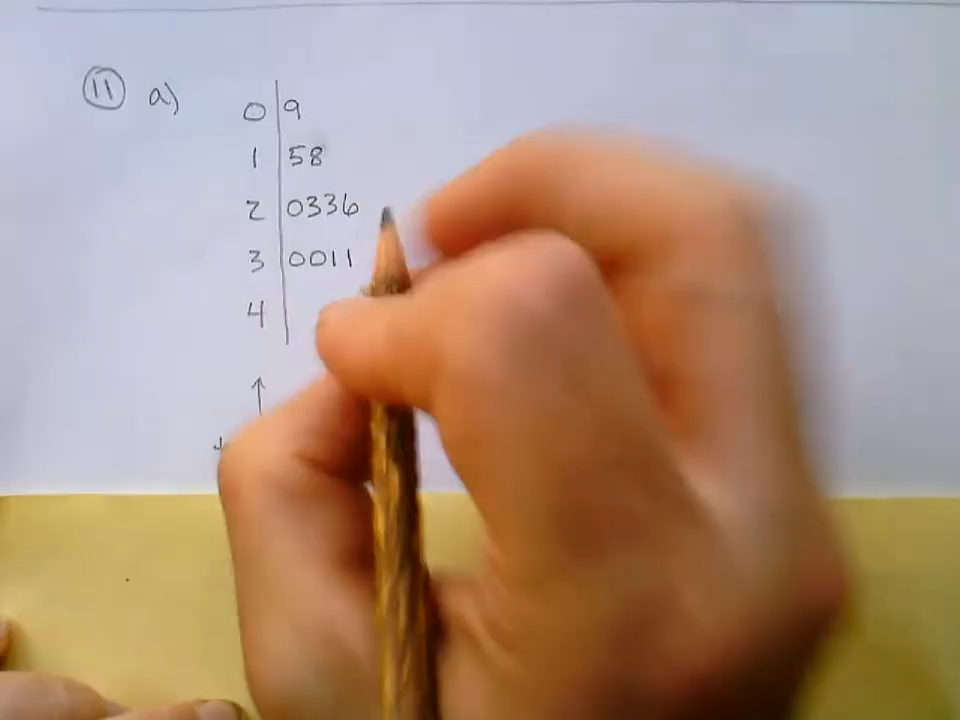 11 a) 0 | 9
1 | 58
2 | 0336
3 | 0011
4 |